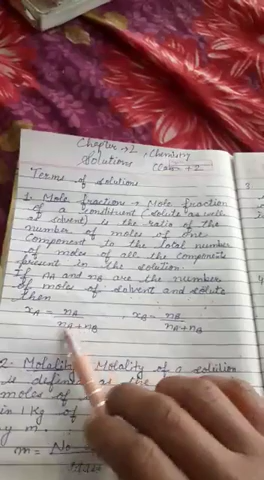 Chapter-2, Chemistry
Solutions Class +2
Terms of solutions
1. Mole fraction → Mole fraction
of a constituent (solute as well
as solvent) is the ratio of the
number of moles of one
component to the total number
of moles of all the components
present in the solution.
If nA and nB are the number
of moles of solvent and solute
then
xA = nA / nA+nB , xB = nB / nA+nB
2. Molality Molality of a solution
is defined as the
moles of
in 1 Kg of
by m.
m = No
Mass
3